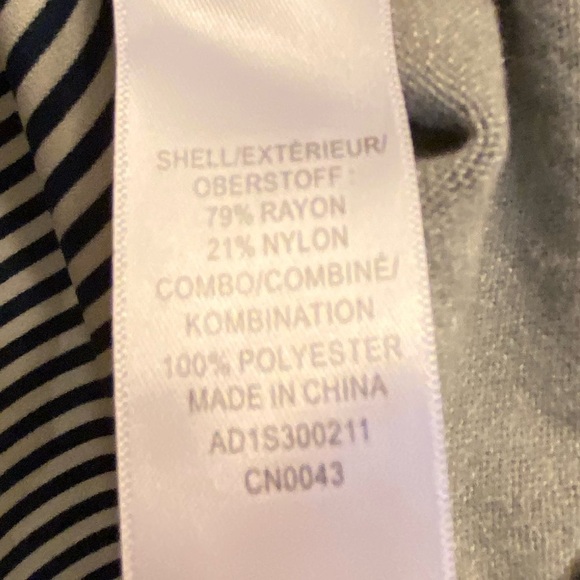 SHELL/EXTÉRIEUR/
OBERSTOFF :
79% RAYON
21% NYLON
COMBO/COMBINÉ/
KOMBINATION
100% POLYESTER
MADE IN CHINA
AD1S300211
CN0043